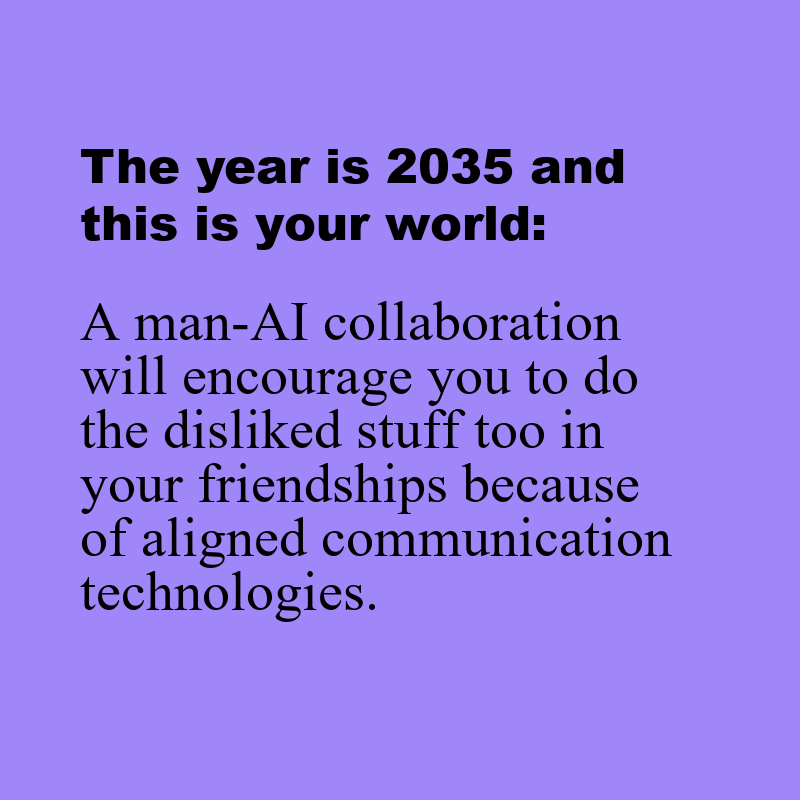 The year is 2035 and
this is your world:
A man-AI collaboration
will encourage you to do
the disliked stuff too in
your friendships because
of aligned communication
technologies.